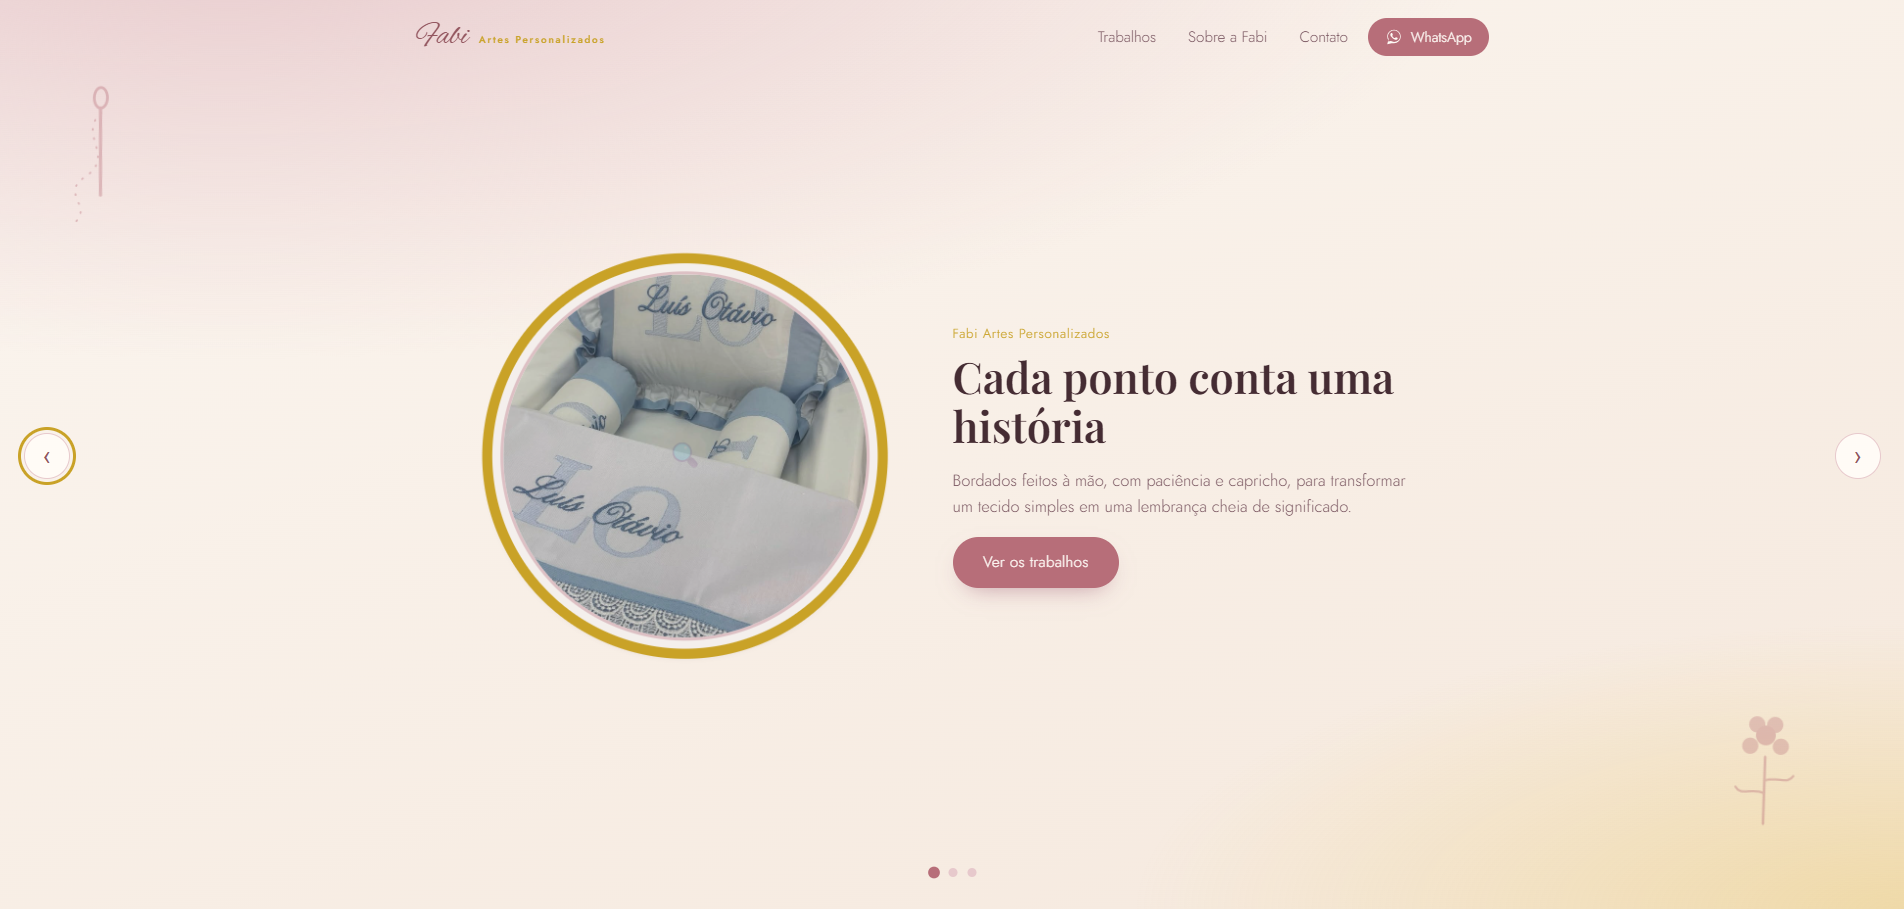 Fabi Artes Personalizados
Trabalhos
Sobre a Fabi
Contato
WhatsApp
LO
Luís Otávio
LO
Luís Otávio
Fabi Artes Personalizados
Cada ponto conta uma
história
Bordados feitos à mão, com paciência e capricho, para transformar
um tecido simples em uma lembrança cheia de significado.
Ver os trabalhos
‹
›